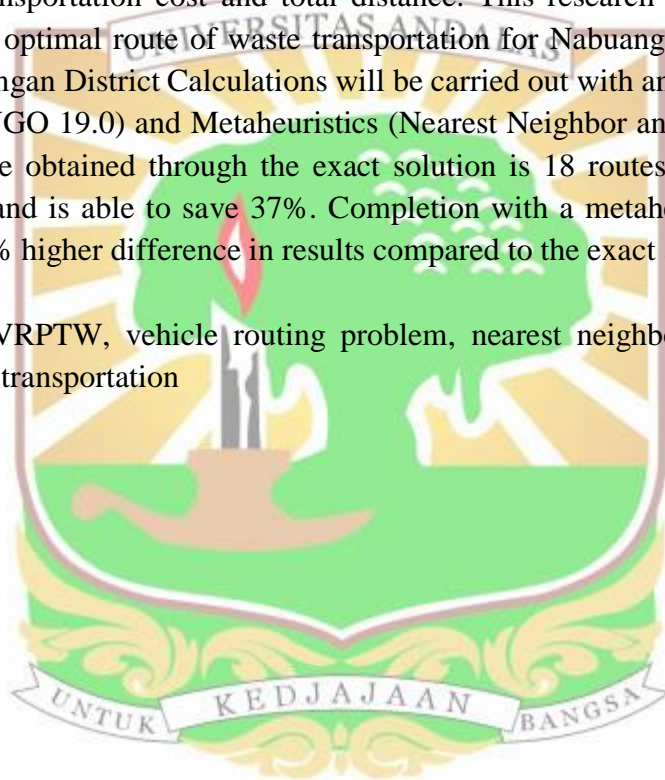 nsportation cost and total distance. This research
UNIVERSITAS ANDALAS
optimal route of waste transportation for Nabuang
ngan District Calculations will be carried out with an
NGO 19.0) and Metaheuristics (Nearest Neighbor an
e obtained through the exact solution is 18 routes
and is able to save 37%. Completion with a metah
% higher difference in results compared to the exact
VRPTW, vehicle routing problem, nearest neighb
transportation
UNTUK KEDJAJAAN BANGSA